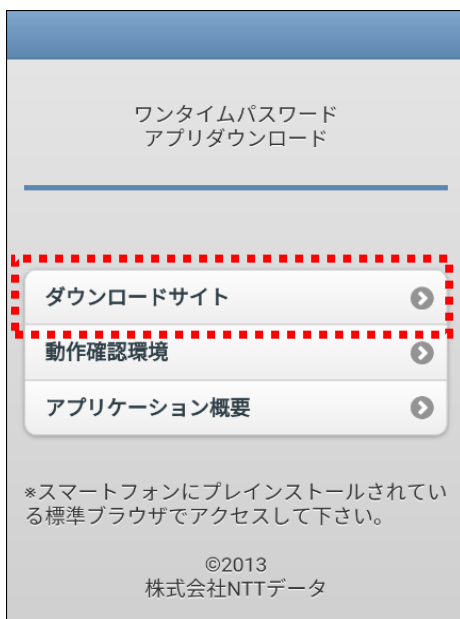 ワンタイムパスワード
アプリダウンロード
ダウンロードサイト
動作確認環境
アプリケーション概要
※スマートフォンにプレインストールされてい
る標準ブラウザでアクセスして下さい。
©2013
株式会社NTTデータ